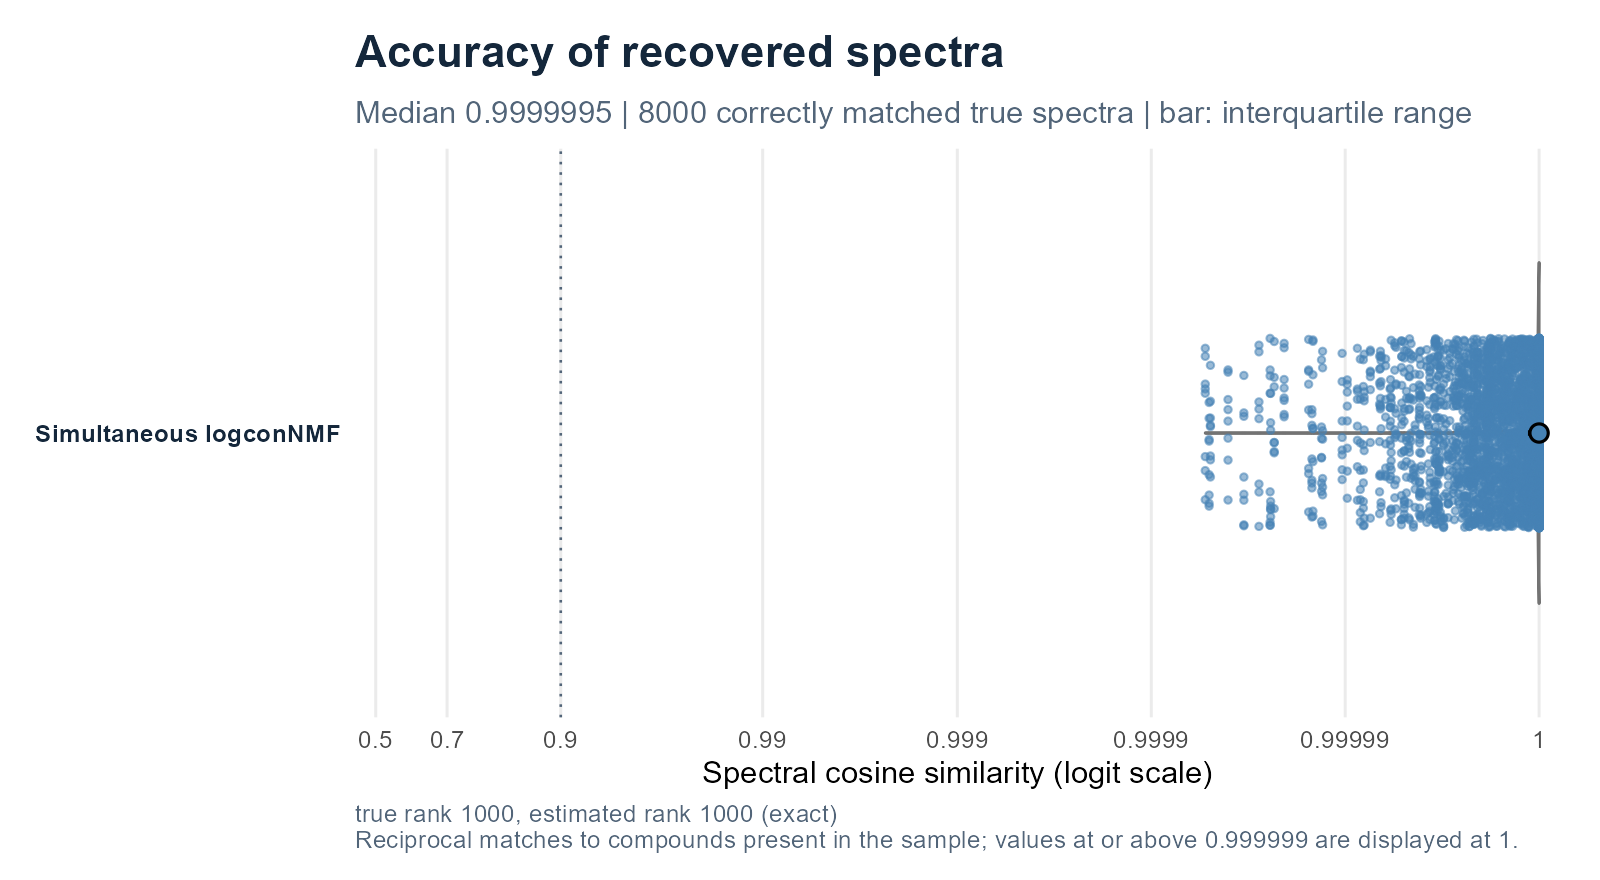 Accuracy of recovered spectra
Median 0.9999995 | 8000 correctly matched true spectra | bar: interquartile range
Simultaneous logconNMF
0.5 0.7 0.9 0.99 0.999 0.9999 0.99999 1
Spectral cosine similarity (logit scale)
true rank 1000, estimated rank 1000 (exact)
Reciprocal matches to compounds present in the sample; values at or above 0.999999 are displayed at 1.